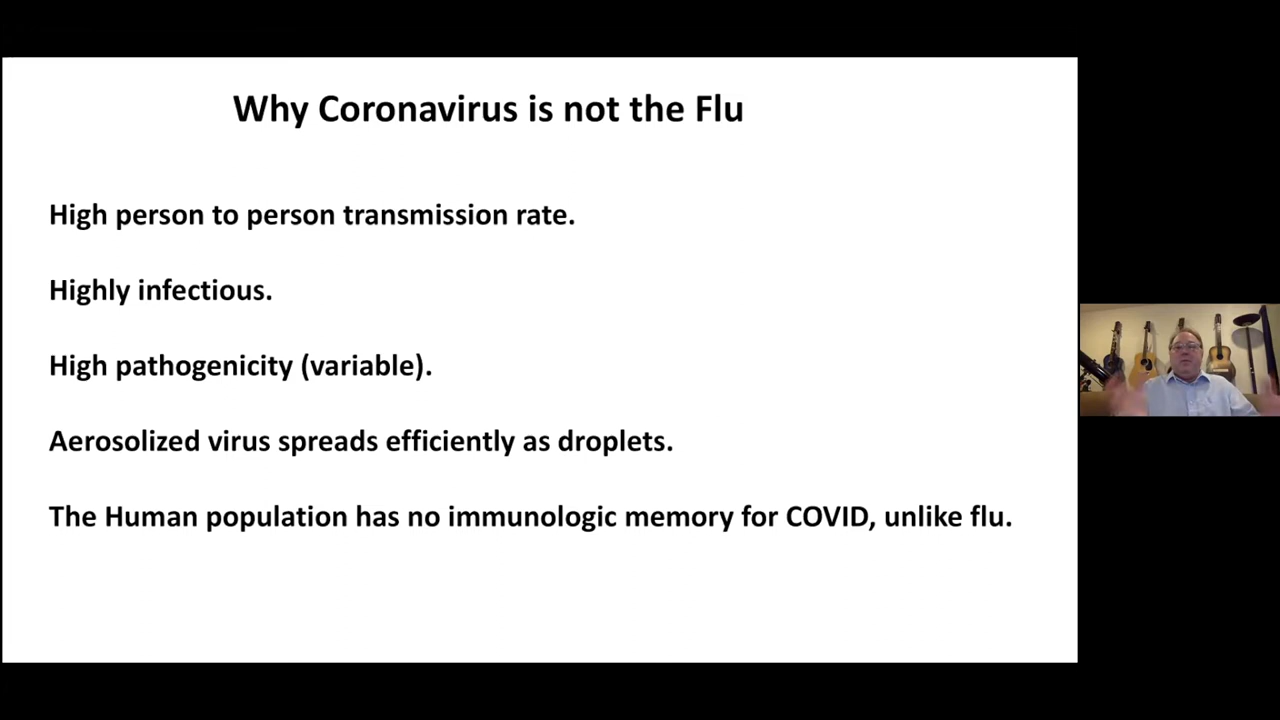 Why Coronavirus is not the Flu
High person to person transmission rate.
Highly infectious.
High pathogenicity (variable).
Aerosolized virus spreads efficiently as droplets.
The Human population has no immunologic memory for COVID, unlike flu.